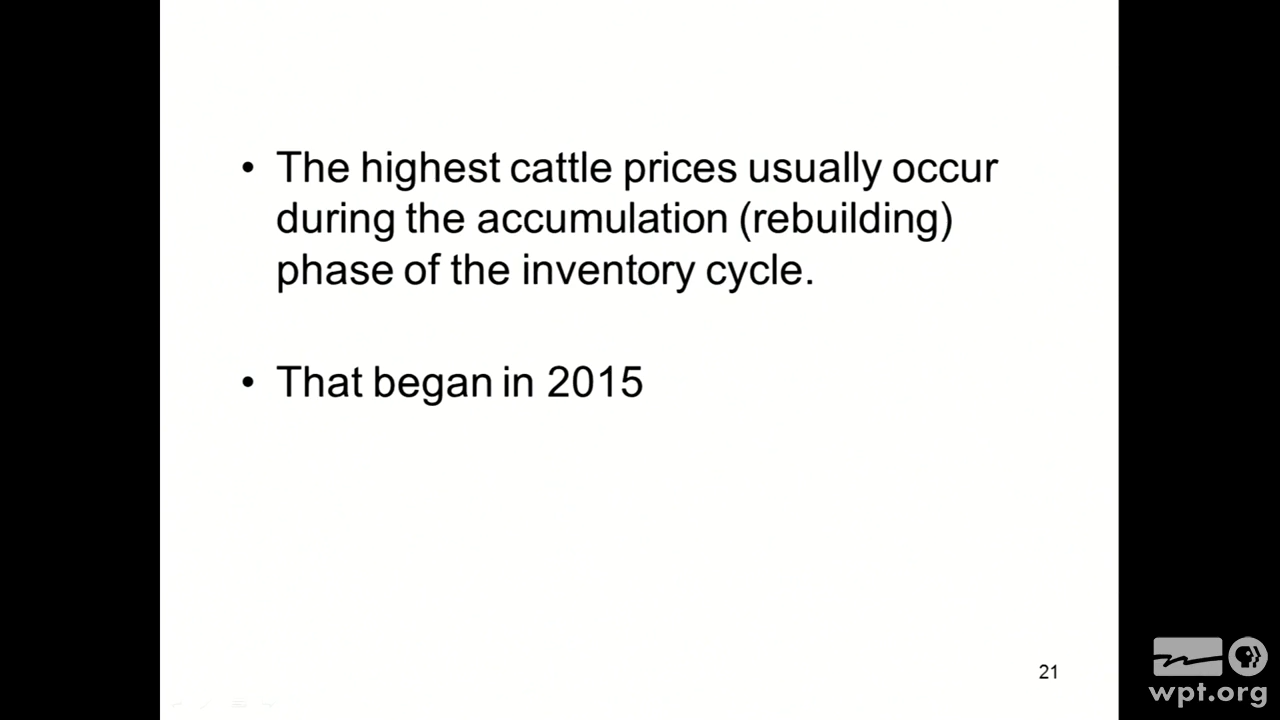 • The highest cattle prices usually occur
during the accumulation (rebuilding)
phase of the inventory cycle.
• That began in 2015
21
wpt.org